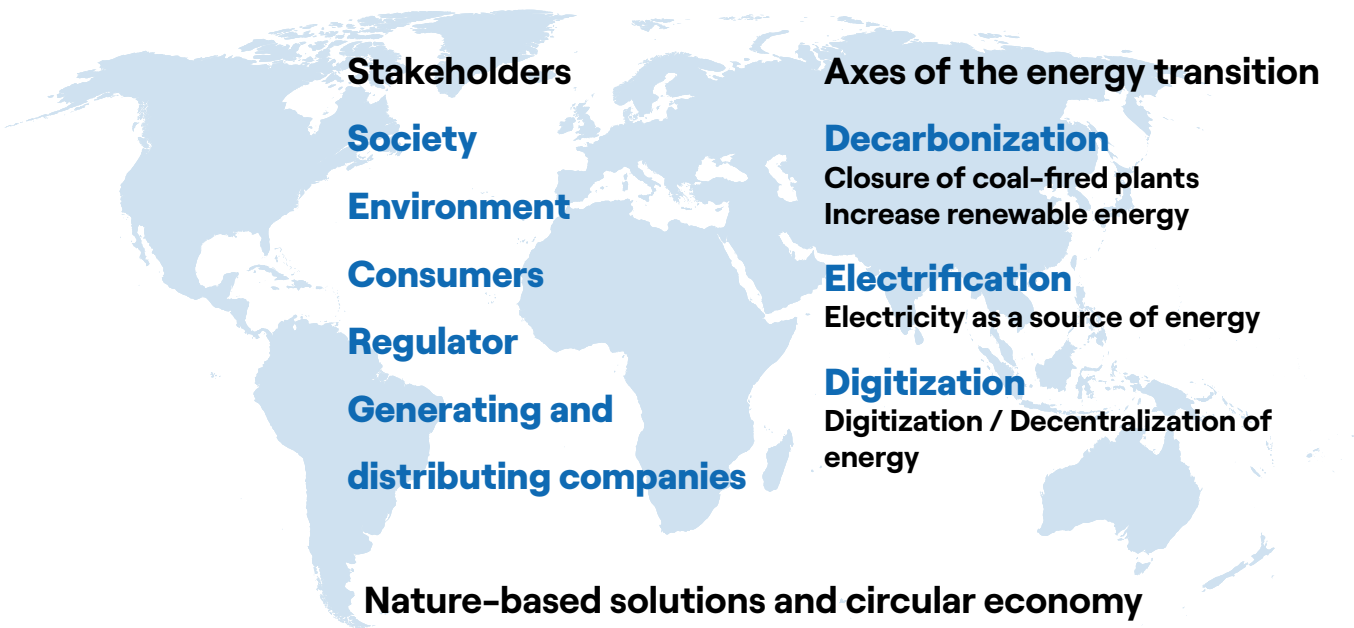 Stakeholders
Society
Environment
Consumers
Regulator
Generating and
distributing companies
Axes of the energy transition
Decarbonization
Closure of coal-fired plants
Increase renewable energy
Electrification
Electricity as a source of energy
Digitization
Digitization / Decentralization of
energy
Nature-based solutions and circular economy